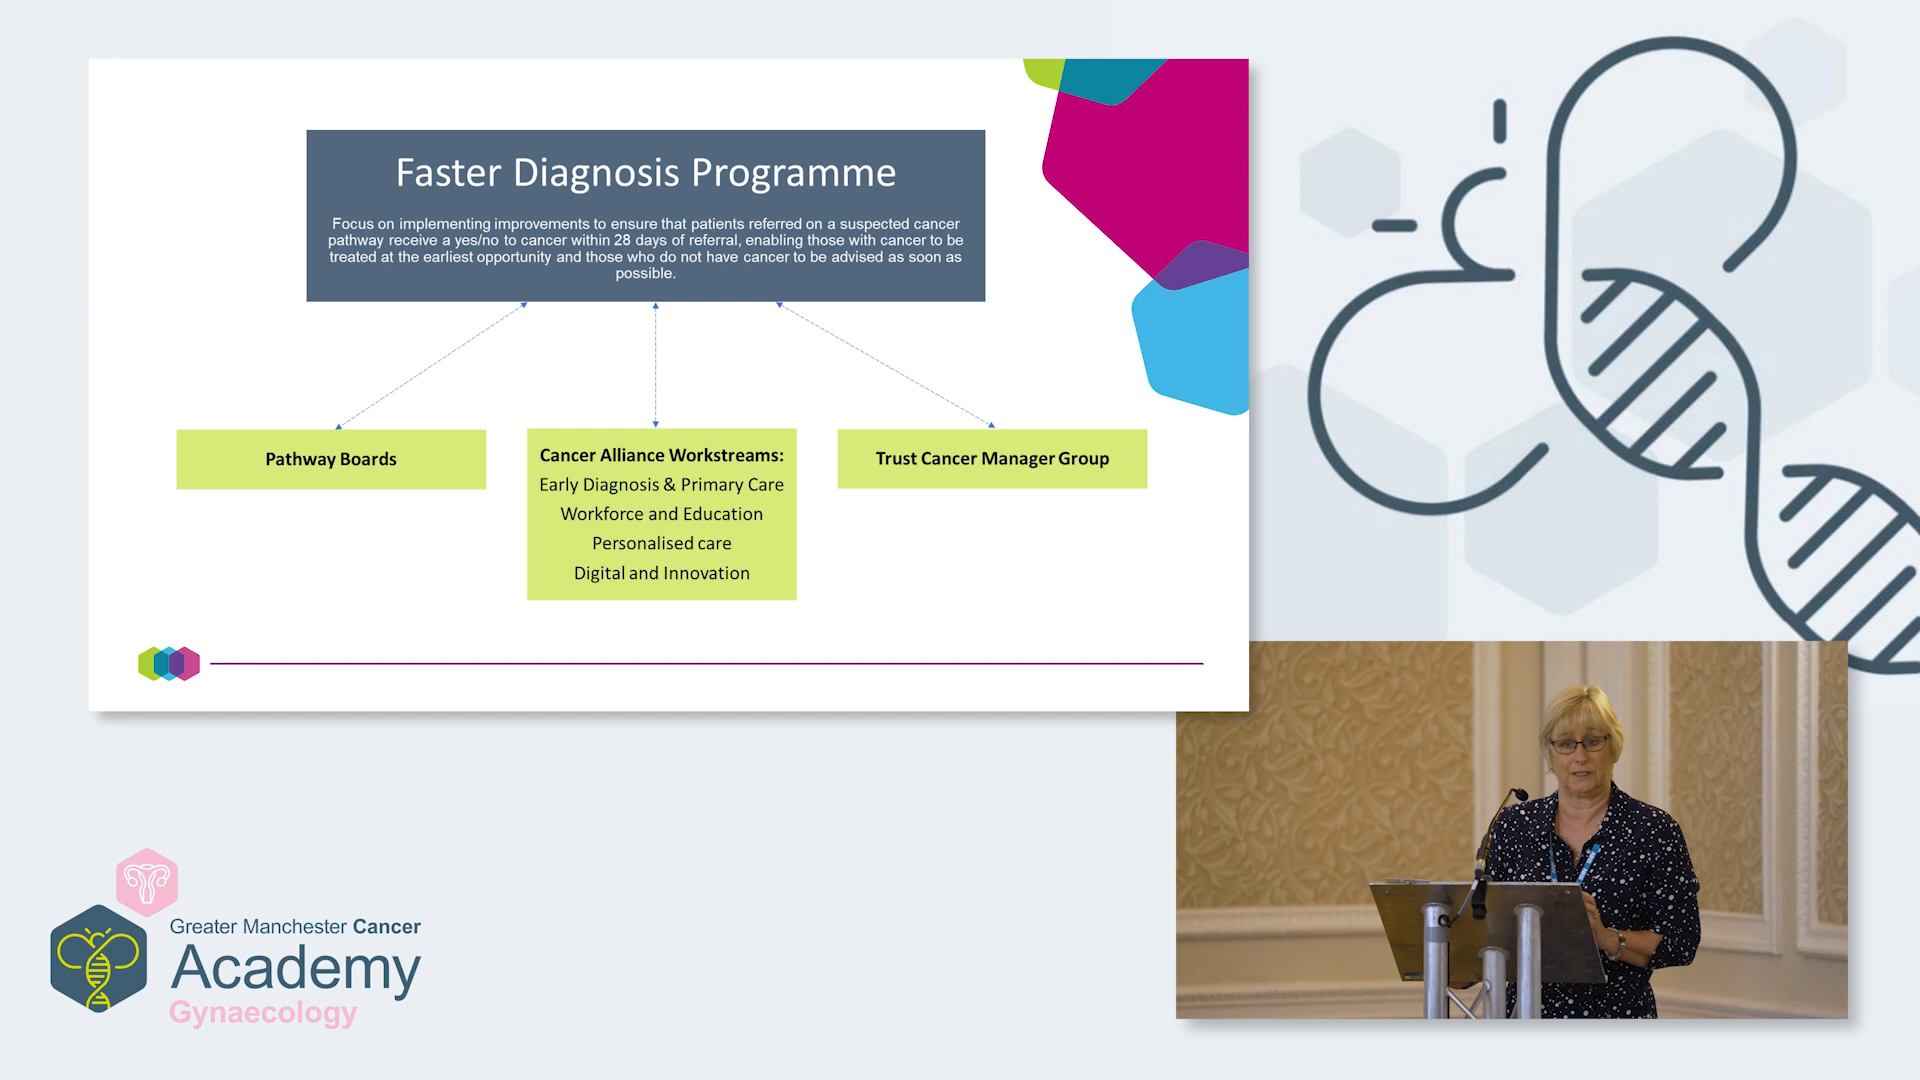 Faster Diagnosis Programme
Focus on implementing improvements to ensure that patients referred on a suspected cancer
pathway receive a yes/no to cancer within 28 days of referral, enabling those with cancer to be
treated at the earliest opportunity and those who do not have cancer to be advised as soon as
possible.
Pathway Boards
Cancer Alliance Workstreams:
Early Diagnosis & Primary Care
Workforce and Education
Personalised care
Digital and Innovation
Trust Cancer Manager Group
Greater Manchester Cancer
Academy
Gynaecology